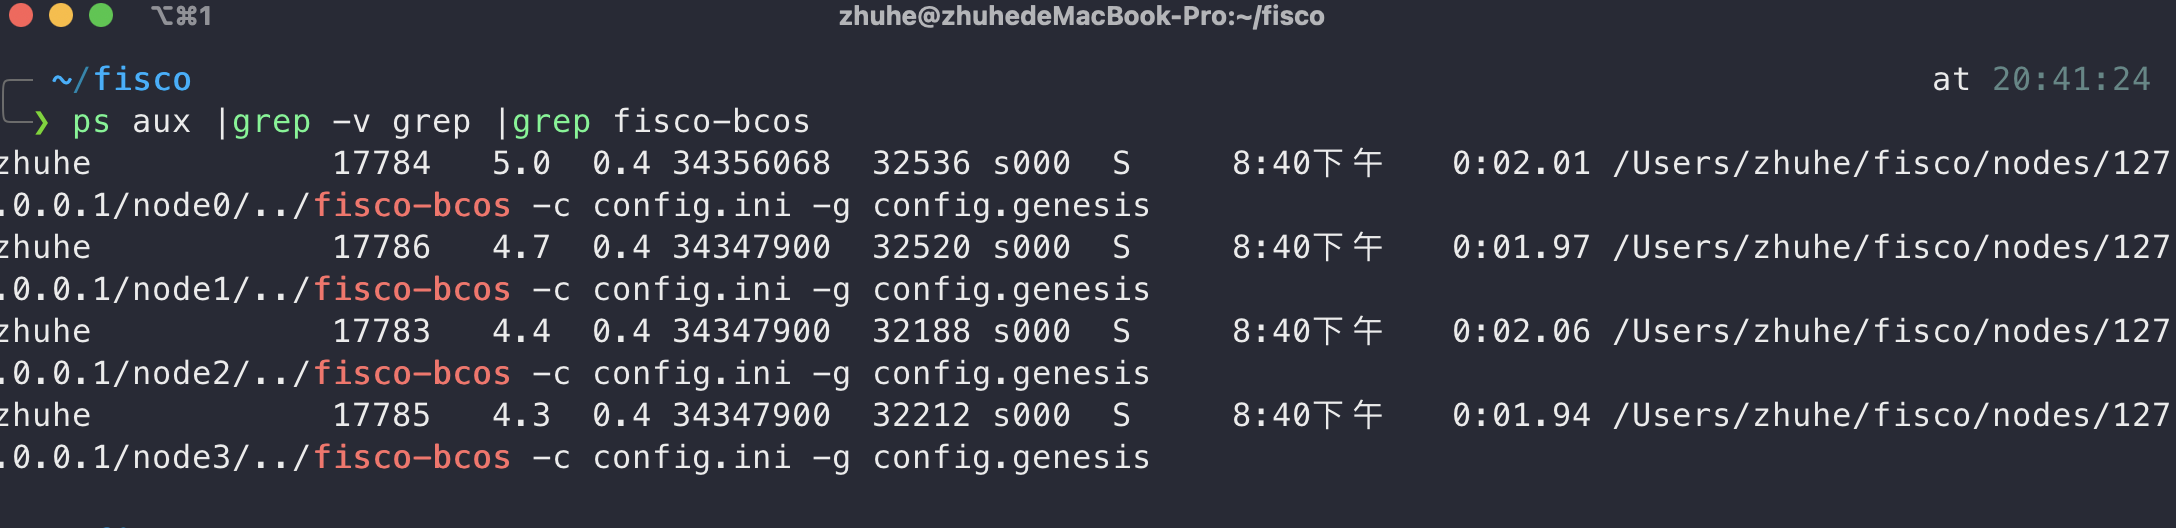 ⌥⌘1 zhuhe@zhuhedeMacBook-Pro:~/fisco
~/fisco at 20:41:24
❯ ps aux |grep -v grep |grep fisco-bcos
zhuhe 17784 5.0 0.4 34356068 32536 s000 S 8:40下午 0:02.01 /Users/zhuhe/fisco/nodes/127
.0.0.1/node0/../fisco-bcos -c config.ini -g config.genesis
zhuhe 17786 4.7 0.4 34347900 32520 s000 S 8:40下午 0:01.97 /Users/zhuhe/fisco/nodes/127
.0.0.1/node1/../fisco-bcos -c config.ini -g config.genesis
zhuhe 17783 4.4 0.4 34347900 32188 s000 S 8:40下午 0:02.06 /Users/zhuhe/fisco/nodes/127
.0.0.1/node2/../fisco-bcos -c config.ini -g config.genesis
zhuhe 17785 4.3 0.4 34347900 32212 s000 S 8:40下午 0:01.94 /Users/zhuhe/fisco/nodes/127
.0.0.1/node3/../fisco-bcos -c config.ini -g config.genesis